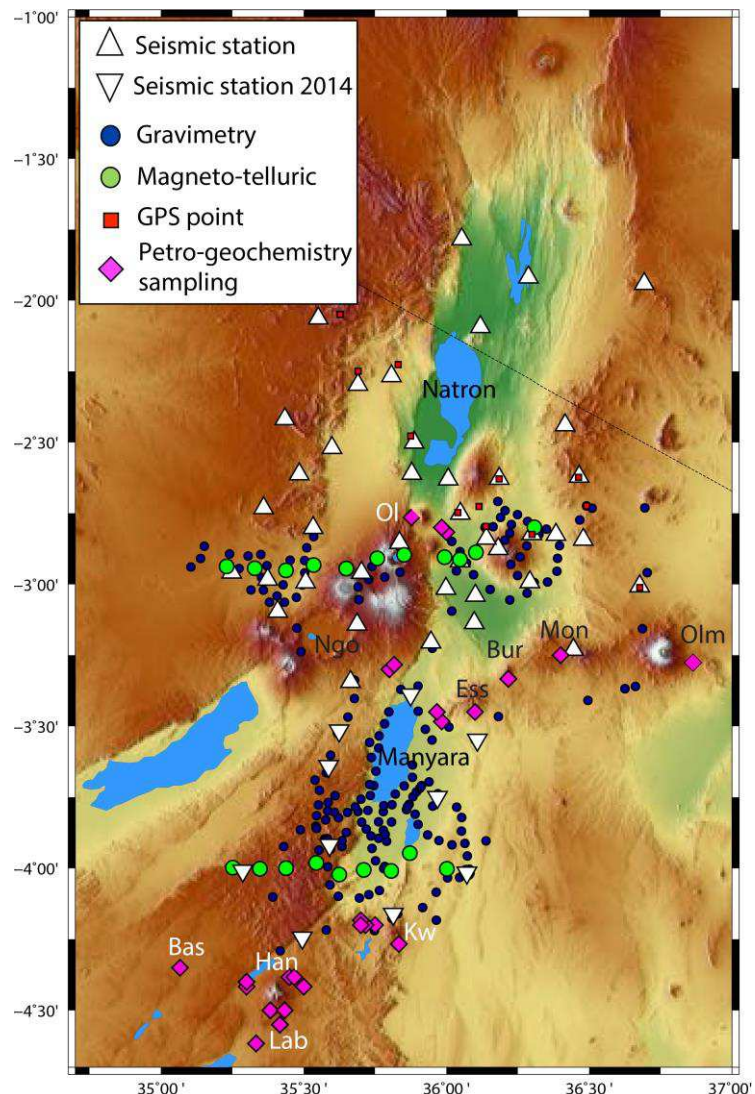 −1°00'
Seismic station
Seismic station 2014
−1°30'
Gravimetry
Magneto-telluric
GPS point
Petro-geochemistry
sampling
−2°00'
Natron
−2°30'
Ol
−3°00'
Ngo
Bur
Mon
Olm
Ess
−3°30'
Manyara
−4°00'
Kw
Bas
Han
−4°30'
Lab
35°00' 35°30' 36°00' 36°30' 37°00'